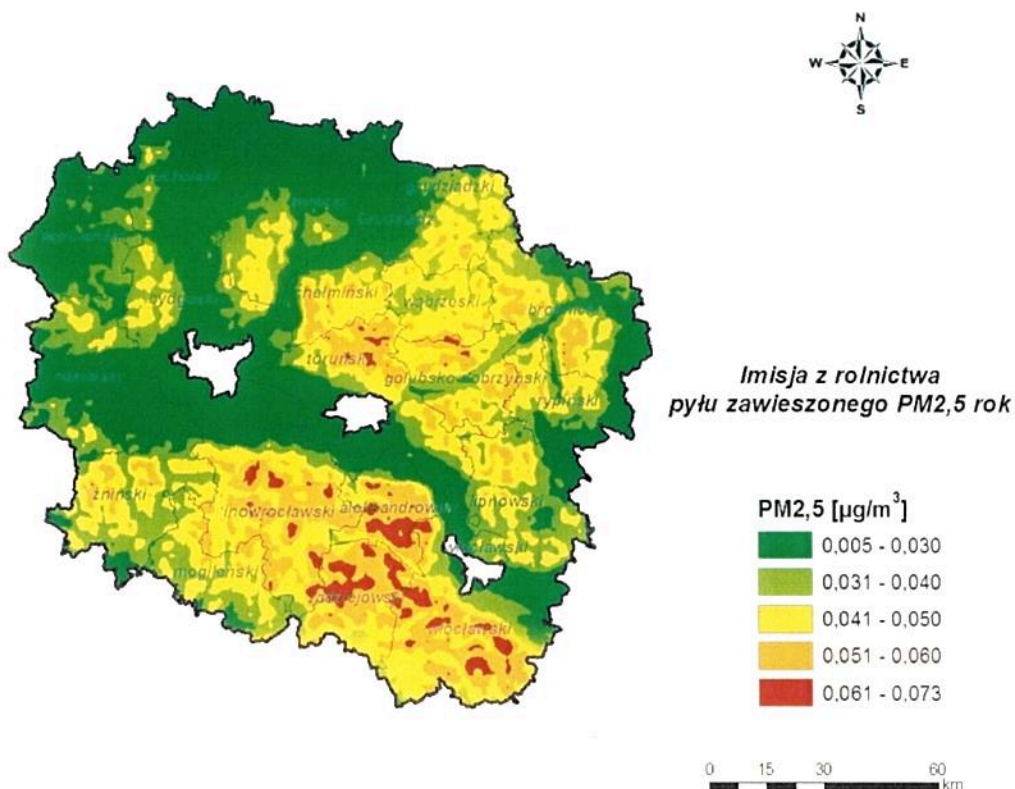 N
W E
S
grudziądzki
chełmiński
wąbrzeski
toruński
golubsko-dobrzyński
rypiński
Imisja z rolnictwa
pyłu zawieszonego PM2,5 rok
żniński
inowrocławski
aleksandrowski
lipnowski
mogileński
włocławski
PM2,5 [µg/m³]
0,005 - 0,030
0,031 - 0,040
0,041 - 0,050
0,051 - 0,060
0,061 - 0,073
0 15 30 60
km